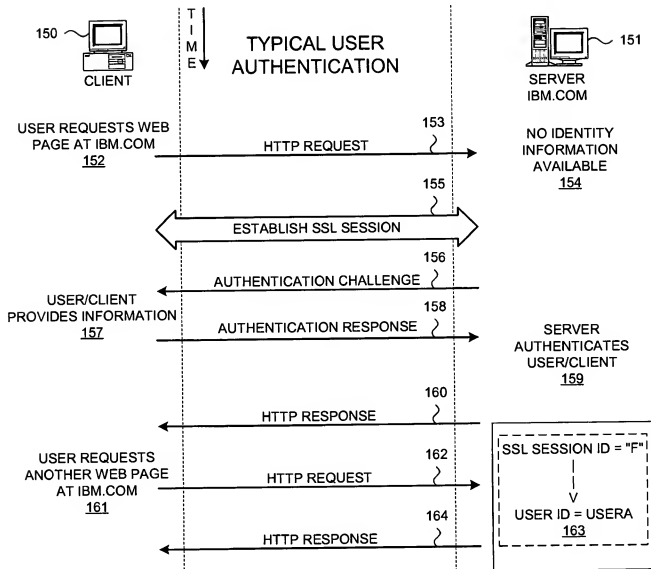 150
CLIENT
T
I
M
E
TYPICAL USER
AUTHENTICATION
151
SERVER
IBM.COM
USER REQUESTS WEB
PAGE AT IBM.COM
152
153
HTTP REQUEST
NO IDENTITY
INFORMATION
AVAILABLE
154
155
ESTABLISH SSL SESSION
156
AUTHENTICATION CHALLENGE
USER/CLIENT
PROVIDES INFORMATION
157
158
AUTHENTICATION RESPONSE
SERVER
AUTHENTICATES
USER/CLIENT
159
160
HTTP RESPONSE
USER REQUESTS
ANOTHER WEB PAGE
AT IBM.COM
161
162
HTTP REQUEST
SSL SESSION ID = "F"
USER ID = USERA
163
164
HTTP RESPONSE